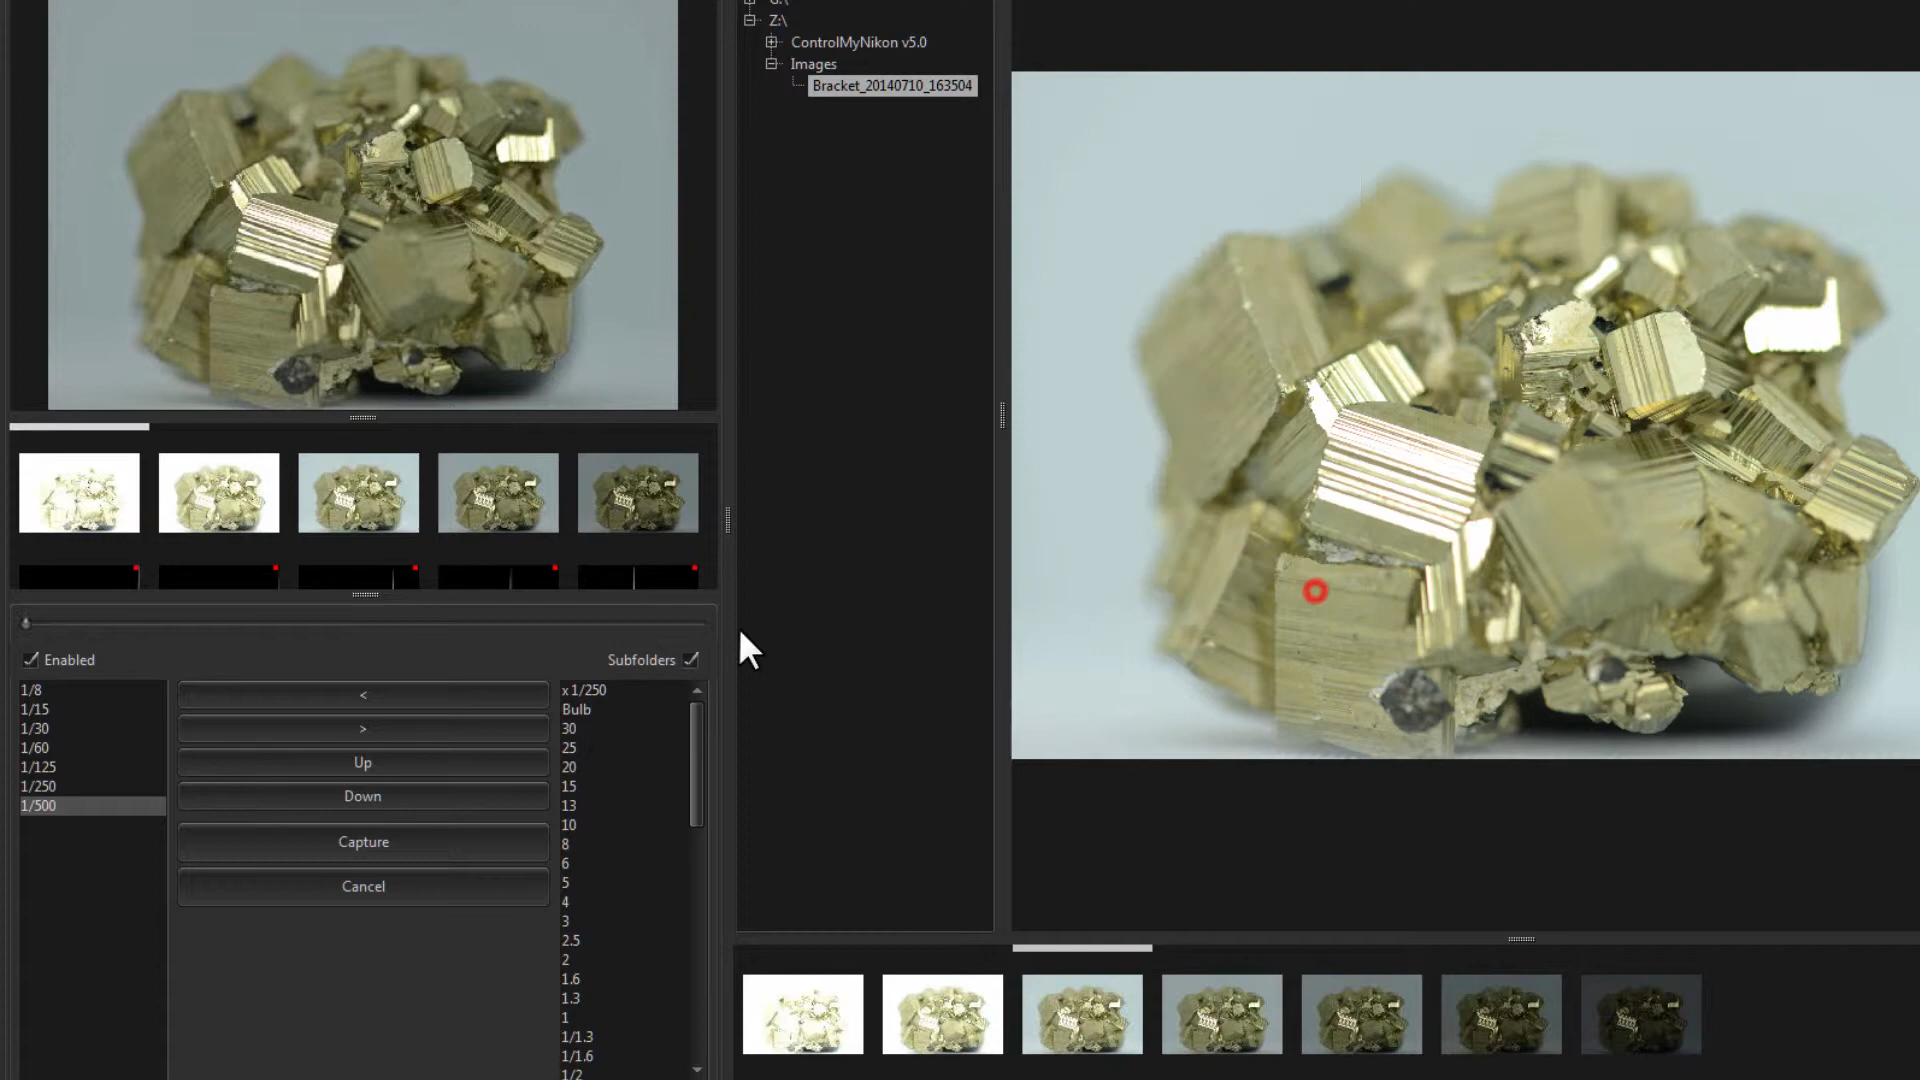 Z:\
ControlMyNikon v5.0
Images
Bracket_20140710_163504
Enabled
Subfolders
1/8
1/15
1/30
1/60
1/125
1/250
1/500
<
>
Up
Down
Capture
Cancel
x 1/250
Bulb
30
25
20
15
13
10
8
6
5
4
3
2.5
2
1.6
1.3
1
1/1.3
1/1.6
1/2